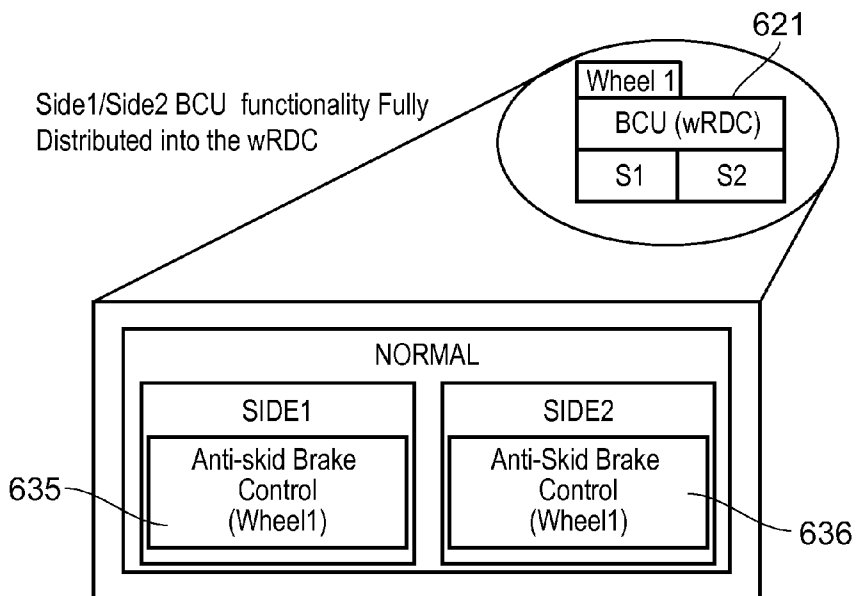 621
Side1/Side2 BCU functionality Fully
Distributed into the wRDC
Wheel 1
BCU (wRDC)
S1 S2
NORMAL
SIDE1
Anti-skid Brake
Control
(Wheel1)
635
SIDE2
Anti-Skid Brake
Control
(Wheel1)
636